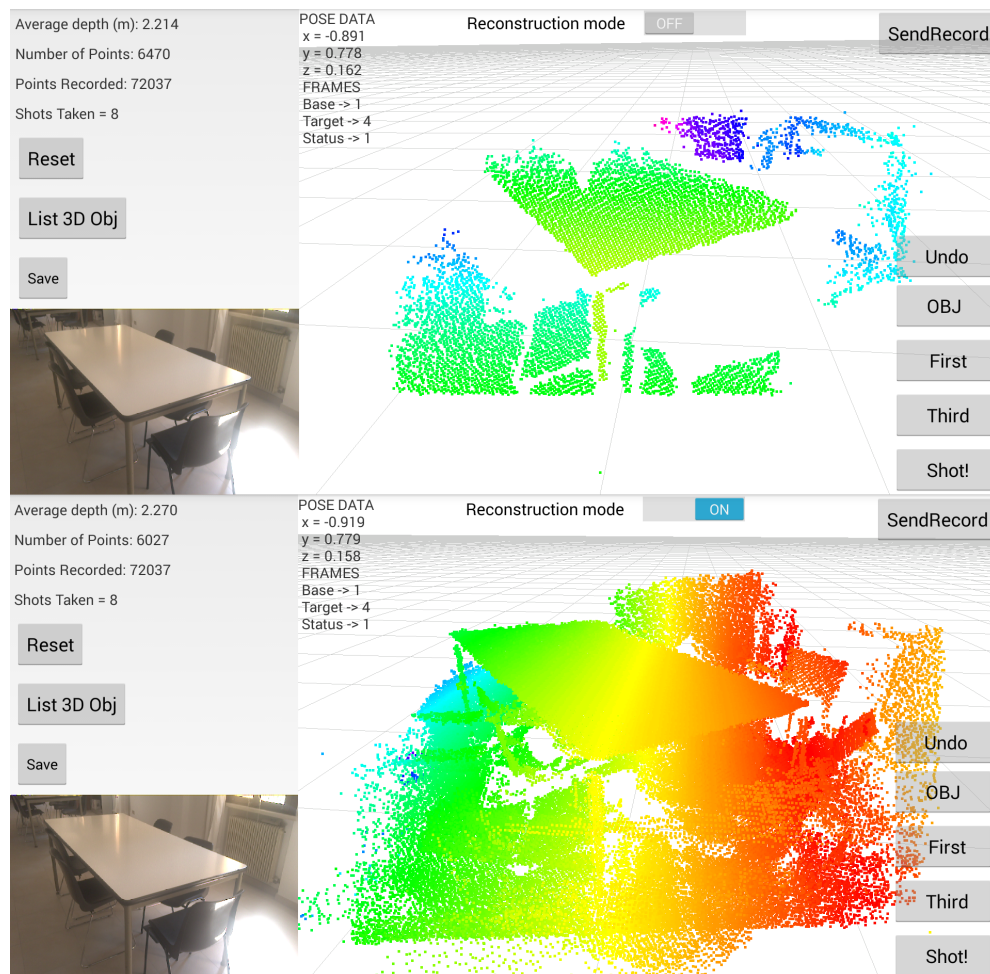 Average depth (m): 2.214
Number of Points: 6470
Points Recorded: 72037
Shots Taken = 8
Reset
List 3D Obj
Save
POSE DATA
x = -0.891
y = 0.778
z = 0.162
FRAMES
Base -> 1
Target -> 4
Status -> 1
Reconstruction mode
OFF
SendRecord
Undo
OBJ
First
Third
Shot!
Average depth (m): 2.270
Number of Points: 6027
Points Recorded: 72037
Shots Taken = 8
Reset
List 3D Obj
Save
POSE DATA
x = -0.919
y = 0.779
z = 0.158
FRAMES
Base -> 1
Target -> 4
Status -> 1
Reconstruction mode
ON
SendRecord
Undo
OBJ
First
Third
Shot!